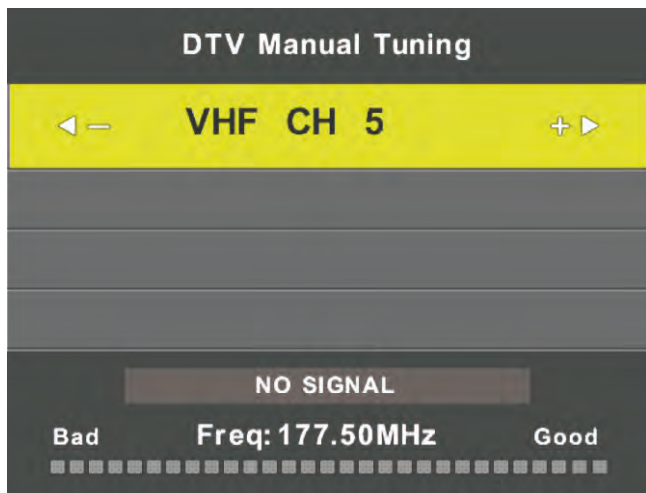 DTV Manual Tuning
− VHF CH 5 +
NO SIGNAL
Bad Freq: 177.50MHz Good